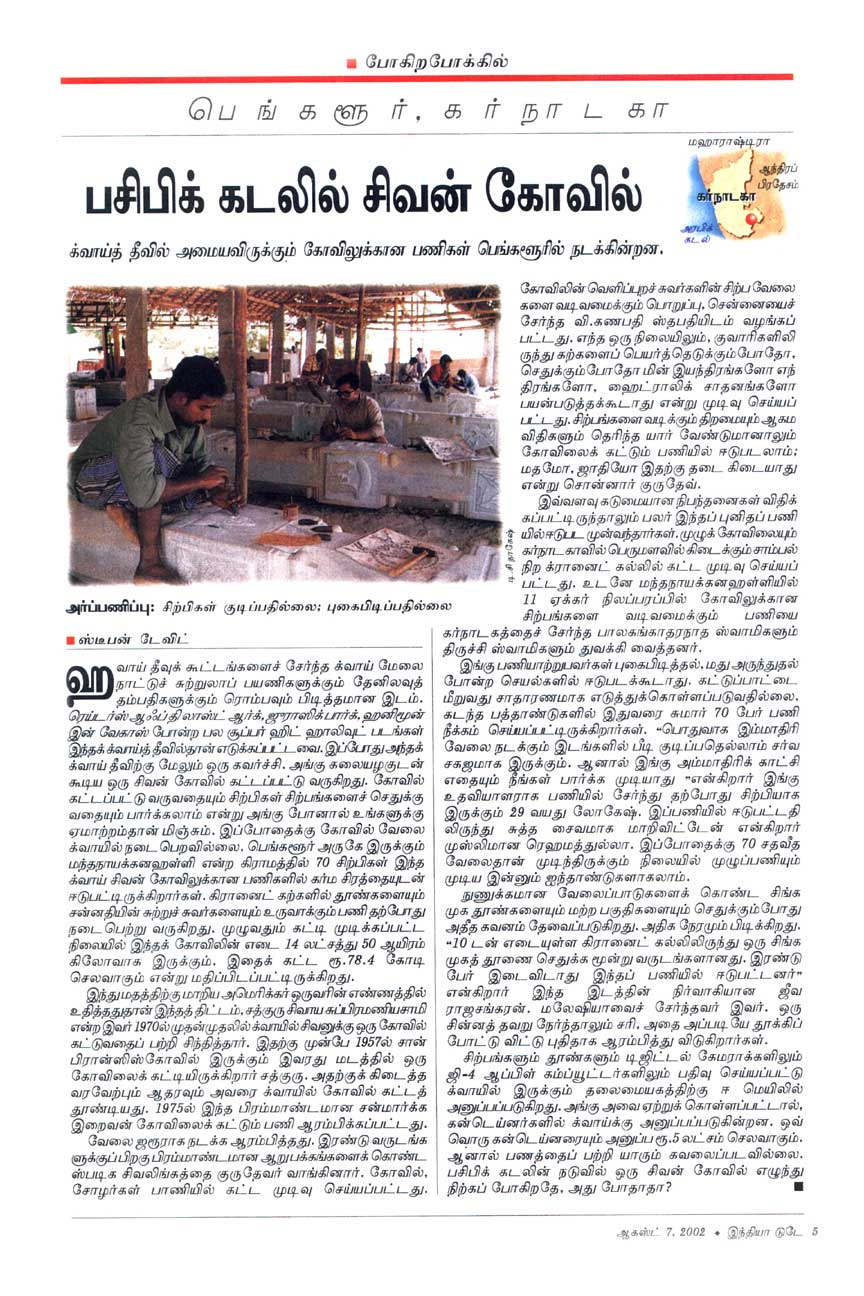 போகிறபோக்கில்
பெங்களூர், கர்நாடகா
பசிபிக் கடலில் சிவன் கோவில்
க்வாய்த் தீவில் அமையவிருக்கும் கோவிலுக்கான பணிகள் பெங்களூரில் நடக்கின்றன.
மஹாராஷ்டிரா
ஆந்திரப்
பிரதேசம்
கர்நாடகா
அரபிக்
கடல்
டி.சி.நாகேஷ்
அர்ப்பணிப்பு: சிற்பிகள் குடிப்பதில்லை; புகைபிடிப்பதில்லை
ஸ்டீபன் டேவிட்
ஹவாய் தீவுக் கூட்டங்களைச் சேர்ந்த க்வாய் மேலை
நாட்டுச் சுற்றுலாப் பயணிகளுக்கும் தேனிலவுத்
தம்பதிகளுக்கும் ரொம்பவும் பிடித்தமான இடம்.
ரெய்டர்ஸ் ஆஃப் தி லாஸ்ட் ஆர்க், ஜுராஸிக் பார்க், ஹனிமூன்
இன் வேகாஸ் போன்ற பல சூப்பர் ஹிட் ஹாலிவுட் படங்கள்
இந்தக் க்வாய்த் தீவில்தான் எடுக்கப்பட்டவை. இப்போது அந்தக்
க்வாய் தீவிற்கு மேலும் ஒரு கவர்ச்சி. அங்கு கலையழகுடன்
கூடிய ஒரு சிவன் கோவில் கட்டப்பட்டு வருகிறது. கோவில்
கட்டப்பட்டு வருவதையும் சிற்பிகள் சிற்பங்களைச் செதுக்கு
வதையும் பார்க்கலாம் என்று அங்கு போனால் உங்களுக்கு
ஏமாற்றம்தான் மிஞ்சும். இப்போதைக்கு கோவில் வேலை
க்வாயில் நடைபெறவில்லை. பெங்களூர் அருகே இருக்கும்
மந்தநாயக்கனஹள்ளி என்ற கிராமத்தில் 70 சிற்பிகள் இந்த
க்வாய் சிவன் கோவிலுக்கான பணிகளில் கர்ம சிரத்தையுடன்
ஈடுபட்டிருக்கிறார்கள். கிரானைட் கற்களில் தூண்களையும்
சன்னதியின் சுற்றுச் சுவர்களையும் உருவாக்கும் பணி தற்போது
நடைபெற்று வருகிறது. முழுவதும் கட்டி முடிக்கப்பட்ட
நிலையில் இந்தக் கோவிலின் எடை 14 லட்சத்து 50 ஆயிரம்
கிலோவாக இருக்கும். இதைக் கட்ட ரூ.78.4 கோடி
செலவாகும் என்று மதிப்பிடப்பட்டிருக்கிறது.
இந்துமதத்திற்கு மாறிய அமெரிக்கர் ஒருவரின் எண்ணத்தில்
உதித்ததுதான் இந்தத் திட்டம். சத்குரு சிவாய சுப்பிரமணியசாமி
என்ற இவர் 1970ல் முதன்முதலில் க்வாயில் சிவனுக்கு ஒரு கோவில்
கட்டுவதைப் பற்றி சிந்தித்தார். இதற்கு முன்பே 1957ல் சான்
பிரான்ஸிஸ்கோவில் இருக்கும் இவரது மடத்தில் ஒரு
கோவிலைக் கட்டியிருக்கிறார் சத்குரு. அதற்குக் கிடைத்த
வரவேற்பும் ஆதரவும் அவரை க்வாயில் கோவில் கட்டத்
தூண்டியது. 1975ல் இந்த பிரம்மாண்டமான சன்மார்க்க
இறைவன் கோவிலைக் கட்டும் பணி ஆரம்பிக்கப்பட்டது.
வேலை ஜரூராக நடக்க ஆரம்பித்தது. இரண்டு வருடங்க
ளுக்குப்பிறகு பிரம்மாண்டமான ஆறுபக்கங்களைக் கொண்ட
ஸ்படிக சிவலிங்கத்தை குருதேவர் வாங்கினார். கோவில்,
சோழர்கள் பாணியில் கட்ட முடிவு செய்யப்பட்டது.
கோவிலின் வெளிப்புறச் சுவர்களின் சிற்ப வேலை
களை வடிவமைக்கும் பொறுப்பு, சென்னையைச்
சேர்ந்த வி.கணபதி ஸ்தபதியிடம் வழங்கப்
பட்டது. எந்த ஒரு நிலையிலும், குவாரிகளிலி
ருந்து கற்களைப் பெயர்த்தெடுக்கும்போதோ,
செதுக்கும்போதோ மின் இயந்திரங்களோ எந்
திரங்களோ, ஹைட்ராலிக் சாதனங்களோ
பயன்படுத்தக்கூடாது என்று முடிவு செய்யப்
பட்டது. சிற்பங்களை வடிக்கும் திறமையும் ஆகம
விதிகளும் தெரிந்த யார் வேண்டுமானாலும்
கோவிலைக் கட்டும் பணியில் ஈடுபடலாம்;
மதமோ, ஜாதியோ இதற்கு தடை கிடையாது
என்று சொன்னார் குருதேவ்.
இவ்வளவு கடுமையான நிபந்தனைகள் விதிக்
கப்பட்டிருந்தாலும் பலர் இந்தப் புனிதப் பணி
யில் ஈடுபட முன்வந்தார்கள். முழுக் கோவிலையும்
கர்நாடகாவில் பெருமளவில் கிடைக்கும் சாம்பல்
நிற க்ரானைட் கல்லில் கட்ட முடிவு செய்யப்
பட்டது. உடனே மந்தநாயக்கனஹள்ளியில்
11 ஏக்கர் நிலப்பரப்பில் கோவிலுக்கான
சிற்பங்களை வடிவமைக்கும் பணியை
கர்நாடகத்தைச் சேர்ந்த பாலகங்காதரநாத ஸ்வாமிகளும்
திருச்சி ஸ்வாமிகளும் துவக்கி வைத்தனர்.
இங்கு பணியாற்றுபவர்கள் புகைபிடித்தல், மது அருந்துதல்
போன்ற செயல்களில் ஈடுபடக்கூடாது. கட்டுப்பாட்டை
மீறுவது சாதாரணமாக எடுத்துக்கொள்ளப்படுவதில்லை.
கடந்த பத்தாண்டுகளில் இதுவரை சுமார் 70 பேர் பணி
நீக்கம் செய்யப்பட்டிருக்கிறார்கள். “பொதுவாக இம்மாதிரி
வேலை நடக்கும் இடங்களில் பீடி குடிப்பதெல்லாம் சர்வ
சகஜமாக இருக்கும். ஆனால் இங்கு அம்மாதிரிக் காட்சி
எதையும் நீங்கள் பார்க்க முடியாது “என்கிறார் இங்கு
உதவியாளராக பணியில் சேர்ந்து தற்போது சிற்பியாக
இருக்கும் 29 வயது லோகேஷ். இப்பணியில் ஈடுபட்டதி
லிருந்து சுத்த சைவமாக மாறிவிட்டேன் என்கிறார்
முஸ்லிமான ரெஹமத்துல்லா. இப்போதைக்கு 70 சதவீத
வேலைதான் முடிந்திருக்கும் நிலையில் முழுப்பணியும்
முடிய இன்னும் ஐந்தாண்டுகளாகலாம்.
நுணுக்கமான வேலைப்பாடுகளைக் கொண்ட சிங்க
முக தூண்களையும் மற்ற பகுதிகளையும் செதுக்கும்போது
அதீத கவனம் தேவைப்படுகிறது. அதிக நேரமும் பிடிக்கிறது.
“10 டன் எடையுள்ள கிரானைட் கல்லிலிருந்து ஒரு சிங்க
முகத் தூணை செதுக்க மூன்று வருடங்களானது. இரண்டு
பேர் இடைவிடாது இந்தப் பணியில் ஈடுபட்டனர்”
என்கிறார் இந்த இடத்தின் நிர்வாகியான ஜீவ
ராஜசங்கரன். மலேஷியாவைச் சேர்ந்தவர் இவர். ஒரு
சின்னத் தவறு நேர்ந்தாலும் சரி, அதை அப்படியே தூக்கிப்
போட்டு விட்டு புதிதாக ஆரம்பித்து விடுகிறார்கள்.
சிற்பங்களும் தூண்களும் டிஜிட்டல் கேமராக்களிலும்
ஜி-4 ஆப்பிள் கம்ப்யூட்டர்களிலும் பதிவு செய்யப்பட்டு
க்வாயில் இருக்கும் தலைமையகத்திற்கு ஈ மெயிலில்
அனுப்பப்படுகிறது. அங்கு அவை ஏற்றுக் கொள்ளப்பட்டால்,
கன்டெய்னர்களில் க்வாய்க்கு அனுப்பப்படுகின்றன. ஒவ்
வொரு கன்டெய்னரையும் அனுப்ப ரூ.5 லட்சம் செலவாகும்.
ஆனால் பணத்தைப் பற்றி யாரும் கவலைப்படவில்லை.
பசிபிக் கடலின் நடுவில் ஒரு சிவன் கோவில் எழுந்து
நிற்கப் போகிறதே, அது போதாதா?
ஆகஸ்ட் 7, 2002 ◆ இந்தியா டுடே 5